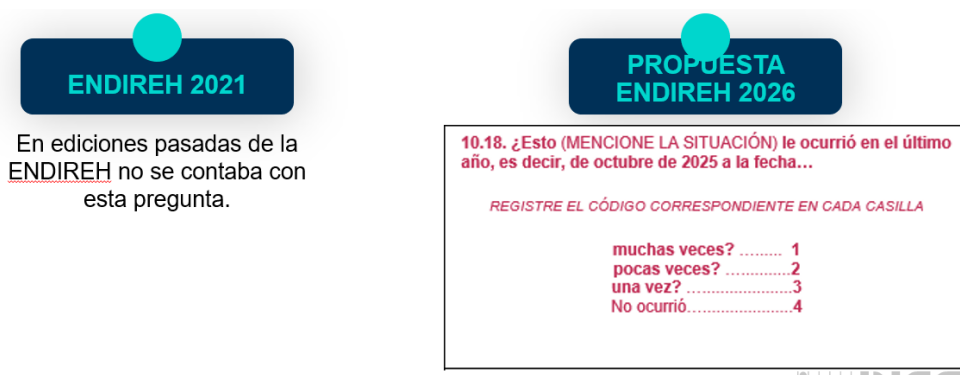 ENDIREH 2021
En ediciones pasadas de la
ENDIREH no se contaba con
esta pregunta.
PROPUESTA
ENDIREH 2026
10.18. ¿Esto (MENCIONE LA SITUACIÓN) le ocurrió en el último
año, es decir, de octubre de 2025 a la fecha...
REGISTRE EL CÓDIGO CORRESPONDIENTE EN CADA CASILLA
muchas veces? ......... 1
pocas veces? .............2
una vez? ......................3
No ocurrió......................4